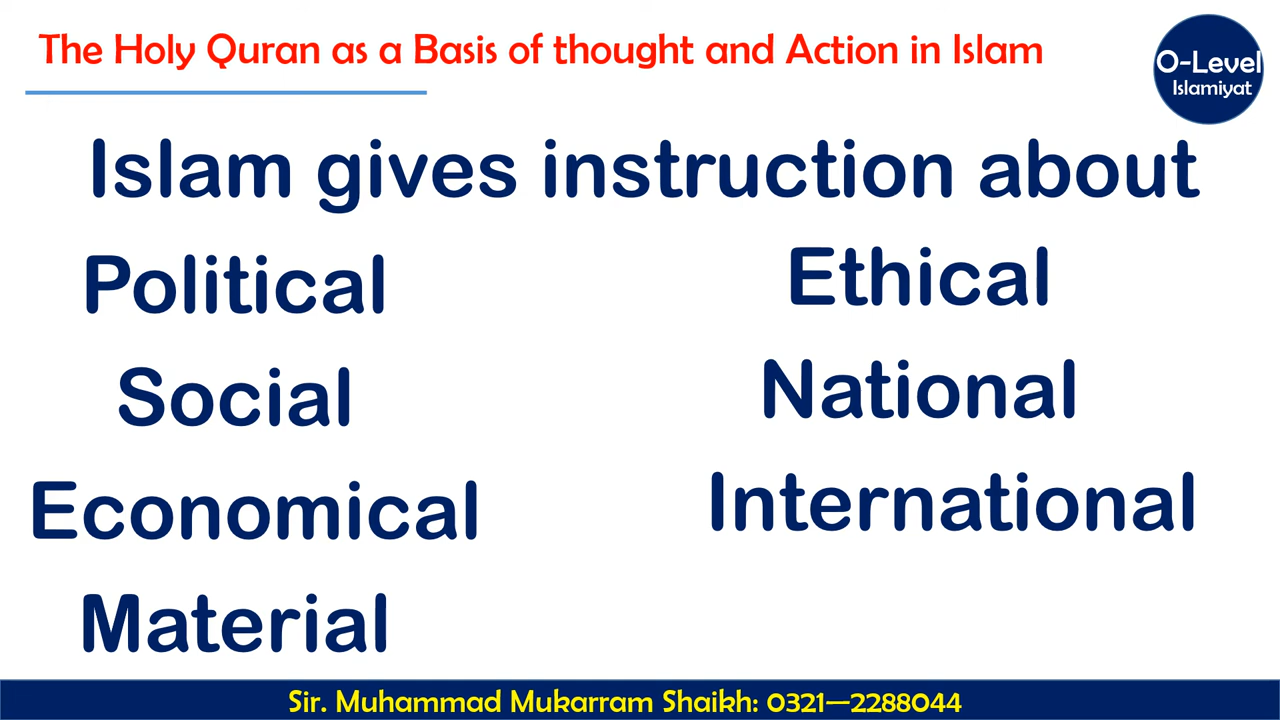 The Holy Quran as a Basis of thought and Action in Islam
O-Level
Islamiyat
Islam gives instruction about
Political
Ethical
Social
National
Economical
International
Material
Sir. Muhammad Mukarram Shaikh: 0321—2288044